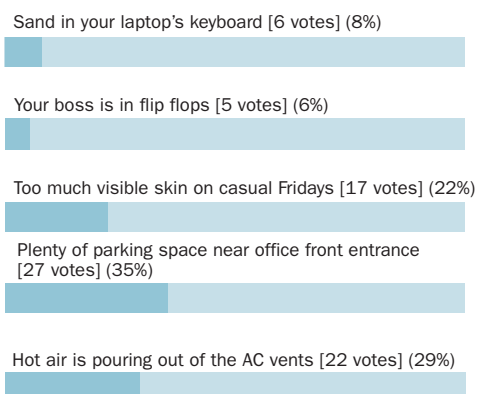 Sand in your laptop’s keyboard [6 votes] (8%)
Your boss is in flip flops [5 votes] (6%)
Too much visible skin on casual Fridays [17 votes] (22%)
Plenty of parking space near office front entrance
[27 votes] (35%)
Hot air is pouring out of the AC vents [22 votes] (29%)